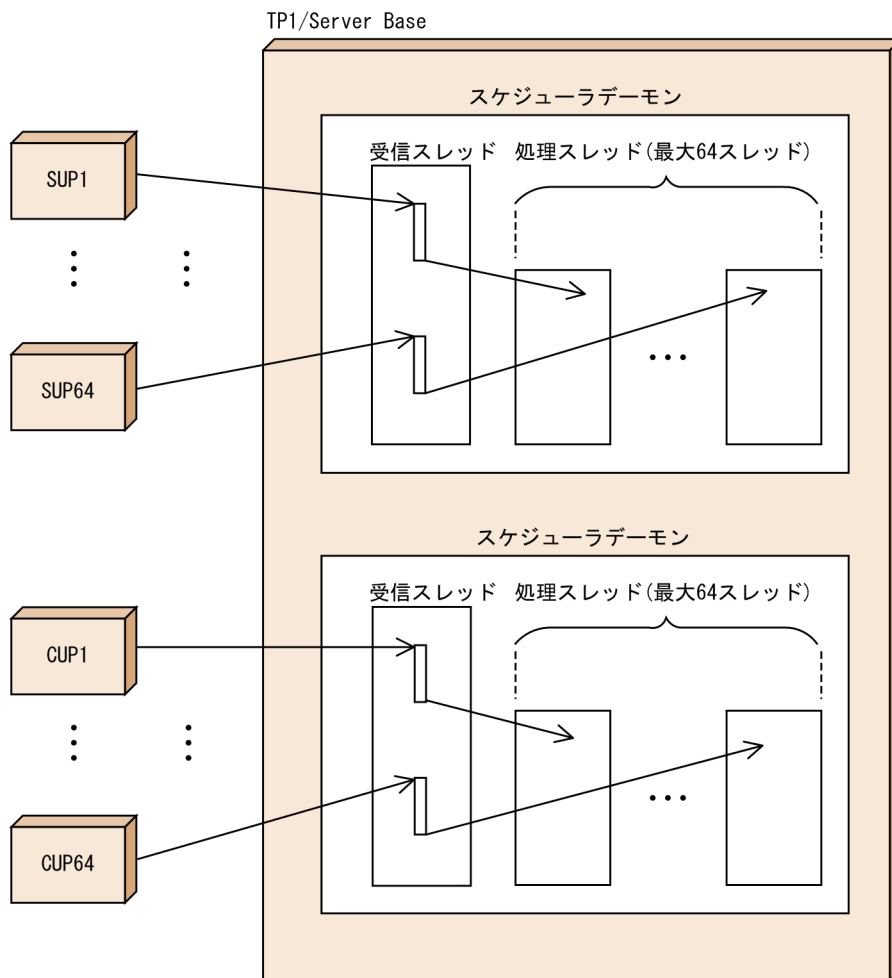 TP1/Server Base
スケジューラデーモン
受信スレッド 処理スレッド(最大64スレッド)
SUP1
SUP64
スケジューラデーモン
受信スレッド 処理スレッド(最大64スレッド)
CUP1
CUP64